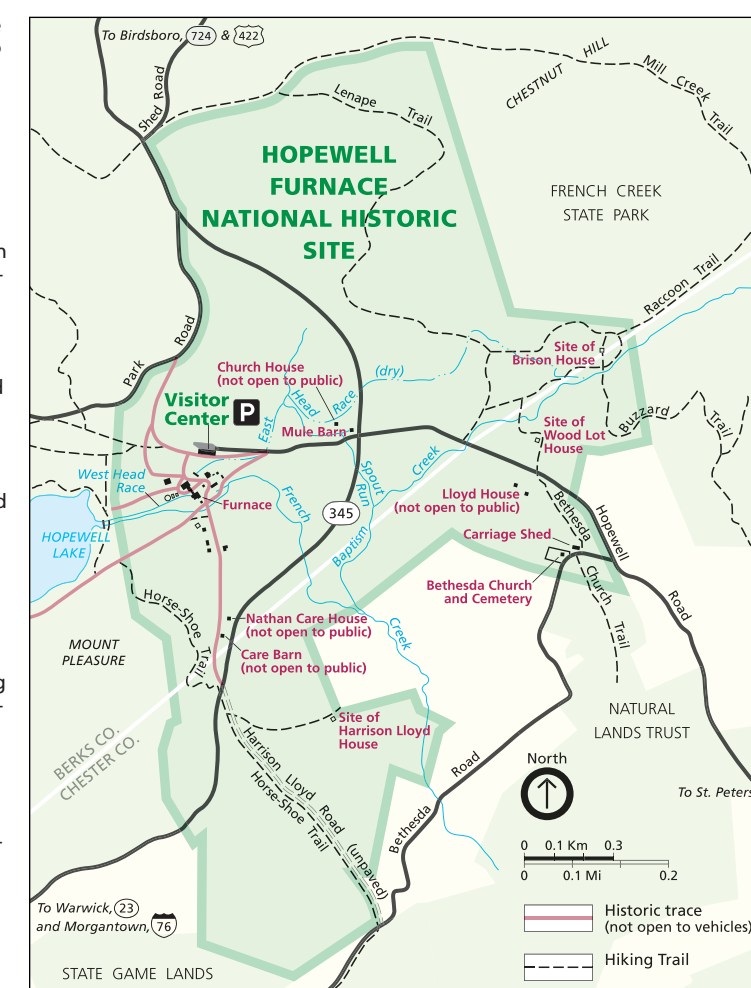 To Birdsboro, 724 & 422
Shed Road
Lenape Trail
CHESTNUT HILL
Mill Creek Trail
HOPEWELL
FURNACE
NATIONAL HISTORIC
SITE
FRENCH CREEK
STATE PARK
Raccoon Trail
Park Road
Church House
(not open to public)
(dry)
Site of
Brison House
Visitor
Center
P
East Head Race
Mule Barn
Buzzard Trail
Site of
Wood Lot
House
West Head
Race
Furnace
French Creek
Spout Run
Baptism Creek
Lloyd House
(not open to public)
345
HOPEWELL
LAKE
Carriage Shed
Bethesda Church Trail
Hopewell Road
Bethesda Church
and Cemetery
Horse-Shoe Trail
Nathan Care House
(not open to public)
Care Barn
(not open to public)
MOUNT
PLEASURE
Site of
Harrison Lloyd
House
NATURAL
LANDS TRUST
BERKS CO.
CHESTER CO.
Harrison Lloyd Road (unpaved)
Horse-Shoe Trail
Bethesda Road
North
To St. Peters
0 0.1 Km 0.3
0 0.1 Mi 0.2
To Warwick, 23
and Morgantown, 76
Historic trace
(not open to vehicles)
Hiking Trail
STATE GAME LANDS